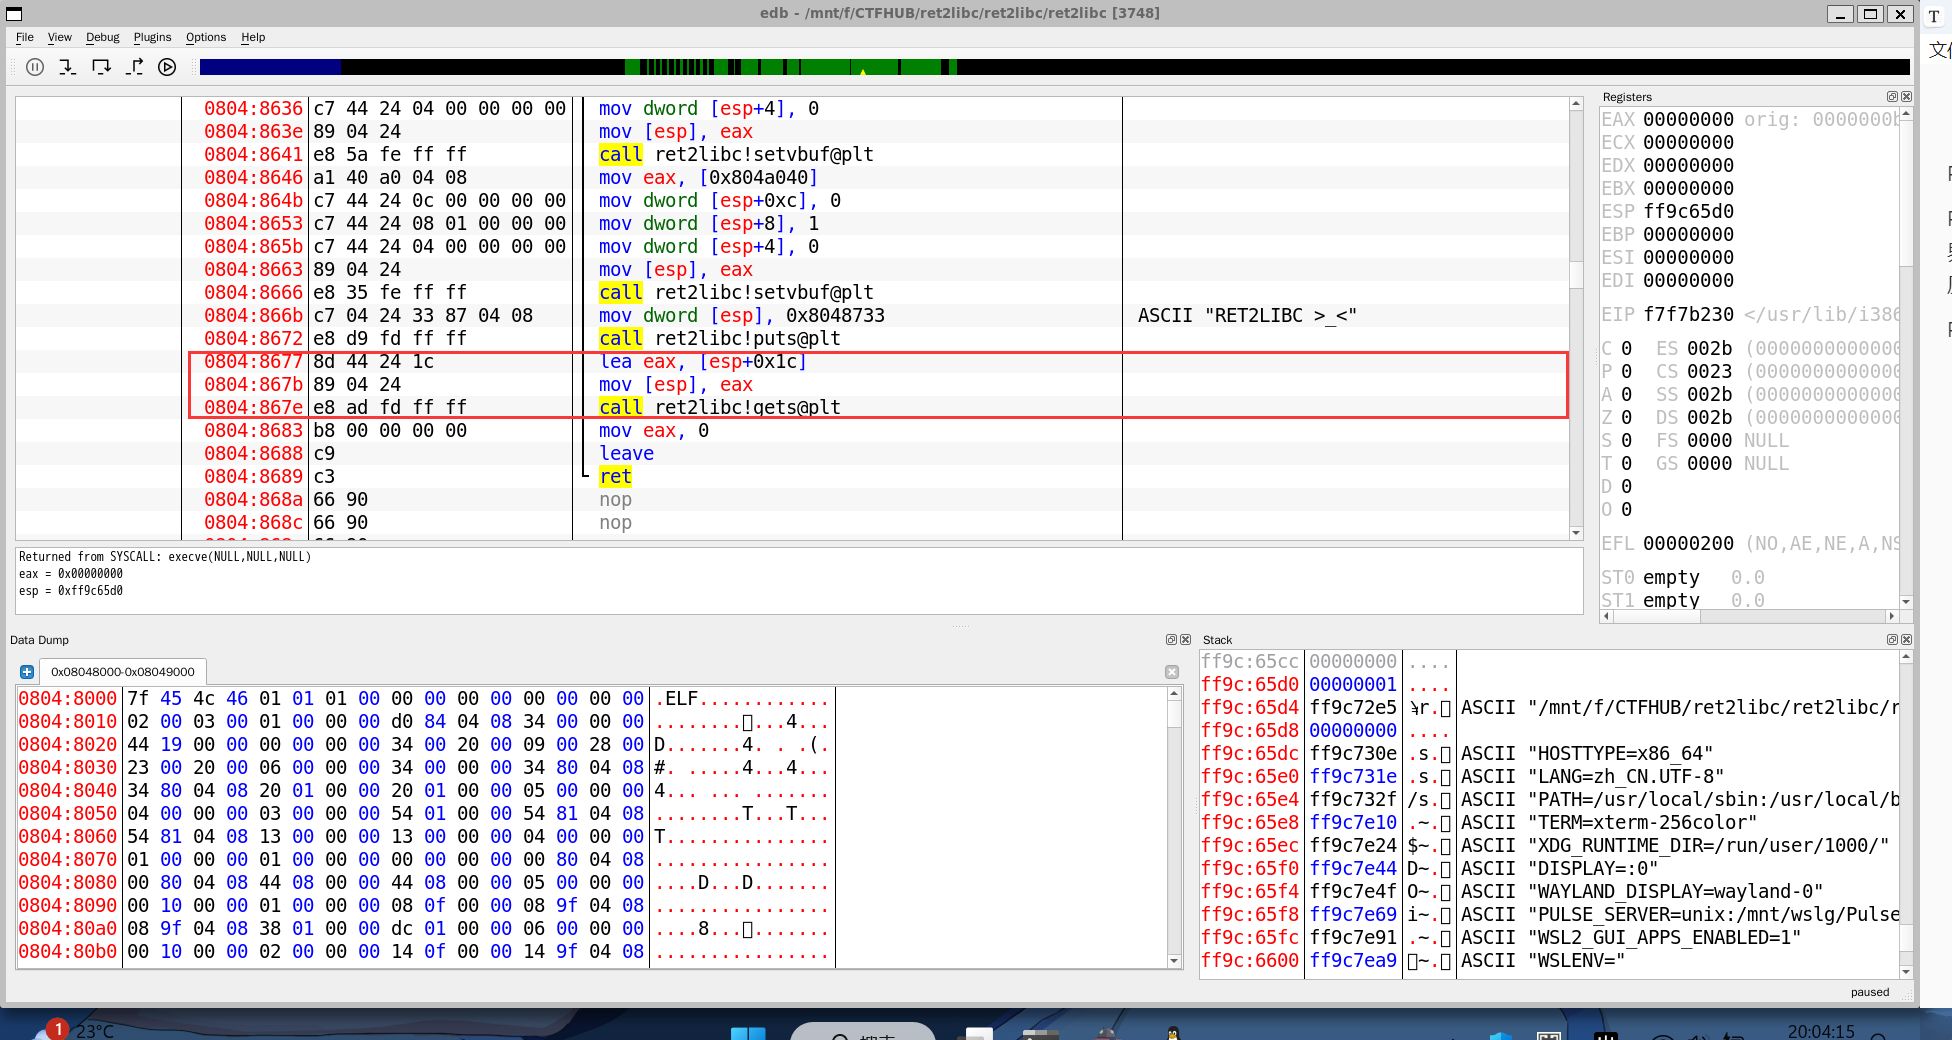 edb - /mnt/f/CTFHUB/ret2libc/ret2libc/ret2libc [3748]
File View Debug Plugins Options Help
T
文
Registers
0804:8636 c7 44 24 04 00 00 00 00 mov dword [esp+4], 0
0804:863e 89 04 24 mov [esp], eax
0804:8641 e8 5a fe ff ff call ret2libc!setvbuf@plt
0804:8646 a1 40 a0 04 08 mov eax, [0x804a040]
0804:864b c7 44 24 0c 00 00 00 00 mov dword [esp+0xc], 0
0804:8653 c7 44 24 08 01 00 00 00 mov dword [esp+8], 1
0804:865b c7 44 24 04 00 00 00 00 mov dword [esp+4], 0
0804:8663 89 04 24 mov [esp], eax
0804:8666 e8 35 fe ff ff call ret2libc!setvbuf@plt
0804:866b c7 04 24 33 87 04 08 mov dword [esp], 0x8048733 ASCII "RET2LIBC >_<"
0804:8672 e8 d9 fd ff ff call ret2libc!puts@plt
0804:8677 8d 44 24 1c lea eax, [esp+0x1c]
0804:867b 89 04 24 mov [esp], eax
0804:867e e8 ad fd ff ff call ret2libc!gets@plt
0804:8683 b8 00 00 00 00 mov eax, 0
0804:8688 c9 leave
0804:8689 c3 ret
0804:868a 66 90 nop
0804:868c 66 90 nop
EAX 00000000 orig: 0000000b
ECX 00000000
EDX 00000000
EBX 00000000
ESP ff9c65d0
EBP 00000000
ESI 00000000
EDI 00000000
EIP f7f7b230 </usr/lib/i386
C 0 ES 002b (0000000000000
P 0 CS 0023 (0000000000000
A 0 SS 002b (0000000000000
Z 0 DS 002b (0000000000000
S 0 FS 0000 NULL
T 0 GS 0000 NULL
D 0
O 0
EFL 00000200 (NO,AE,NE,A,NS
ST0 empty 0.0
ST1 empty 0.0
Returned from SYSCALL: execve(NULL,NULL,NULL)
eax = 0x00000000
esp = 0xff9c65d0
Data Dump
0x08048000-0x08049000
0804:8000 7f 45 4c 46 01 01 01 00 00 00 00 00 00 00 00 00 .ELF............
0804:8010 02 00 03 00 01 00 00 00 d0 84 04 08 34 00 00 00 ........▯...4...
0804:8020 44 19 00 00 00 00 00 00 34 00 20 00 09 00 28 00 D.......4. . .(.
0804:8030 23 00 20 00 06 00 00 00 34 00 00 00 34 80 04 08 #. .....4...4...
0804:8040 34 80 04 08 20 01 00 00 20 01 00 00 05 00 00 00 4... ... .......
0804:8050 04 00 00 00 03 00 00 00 54 01 00 00 54 81 04 08 ........T...T...
0804:8060 54 81 04 08 13 00 00 00 13 00 00 00 04 00 00 00 T...............
0804:8070 01 00 00 00 01 00 00 00 00 00 00 00 00 80 04 08 ................
0804:8080 00 80 04 08 44 08 00 00 44 08 00 00 05 00 00 00 ....D...D.......
0804:8090 00 10 00 00 01 00 00 00 08 0f 00 00 08 9f 04 08 ................
0804:80a0 08 9f 04 08 38 01 00 00 dc 01 00 00 06 00 00 00 ....8...▯.......
0804:80b0 00 10 00 00 02 00 00 00 14 0f 00 00 14 9f 04 08 ................
Stack
ff9c:65cc 00000000 ....
ff9c:65d0 00000001 ....
ff9c:65d4 ff9c72e5 r.▯ ASCII "/mnt/f/CTFHUB/ret2libc/ret2libc/r
ff9c:65d8 00000000 ....
ff9c:65dc ff9c730e .s.▯ ASCII "HOSTTYPE=x86_64"
ff9c:65e0 ff9c731e .s.▯ ASCII "LANG=zh_CN.UTF-8"
ff9c:65e4 ff9c732f /s.▯ ASCII "PATH=/usr/local/sbin:/usr/local/b
ff9c:65e8 ff9c7e10 .~.▯ ASCII "TERM=xterm-256color"
ff9c:65ec ff9c7e24 $~.▯ ASCII "XDG_RUNTIME_DIR=/run/user/1000/"
ff9c:65f0 ff9c7e44 D~.▯ ASCII "DISPLAY=:0"
ff9c:65f4 ff9c7e4f O~.▯ ASCII "WAYLAND_DISPLAY=wayland-0"
ff9c:65f8 ff9c7e69 i~.▯ ASCII "PULSE_SERVER=unix:/mnt/wslg/Pulse
ff9c:65fc ff9c7e91 .~.▯ ASCII "WSL2_GUI_APPS_ENABLED=1"
ff9c:6600 ff9c7ea9 ▯~.▯ ASCII "WSLENV="
paused
1
23°C
20:04:15